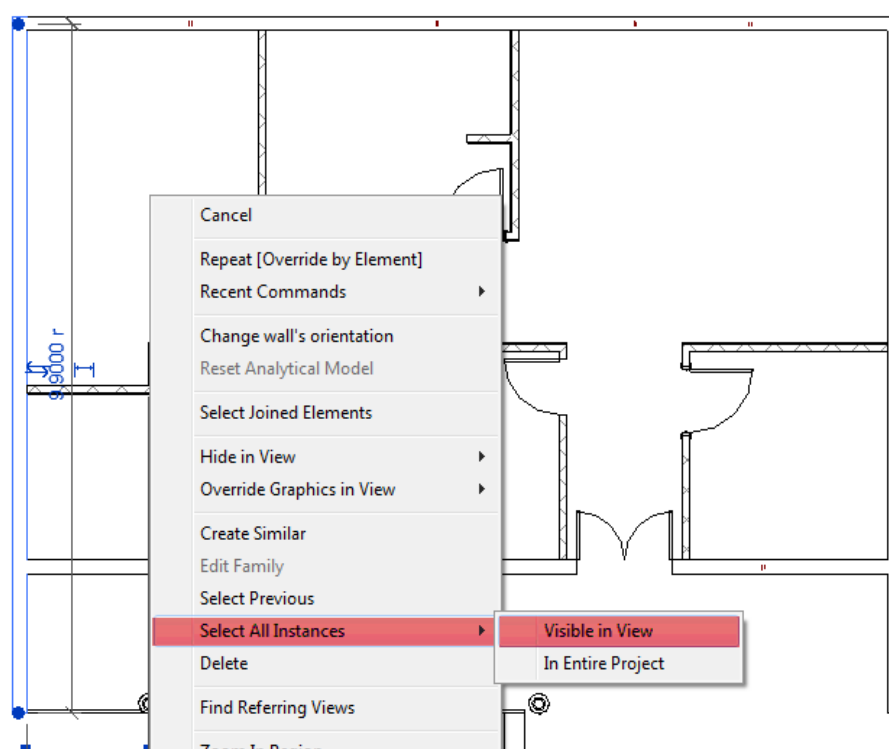 Cancel
Repeat [Override by Element]
Recent Commands
Change wall's orientation
Reset Analytical Model
Select Joined Elements
Hide in View
Override Graphics in View
Create Similar
Edit Family
Select Previous
Select All Instances
Visible in View
In Entire Project
Delete
Find Referring Views